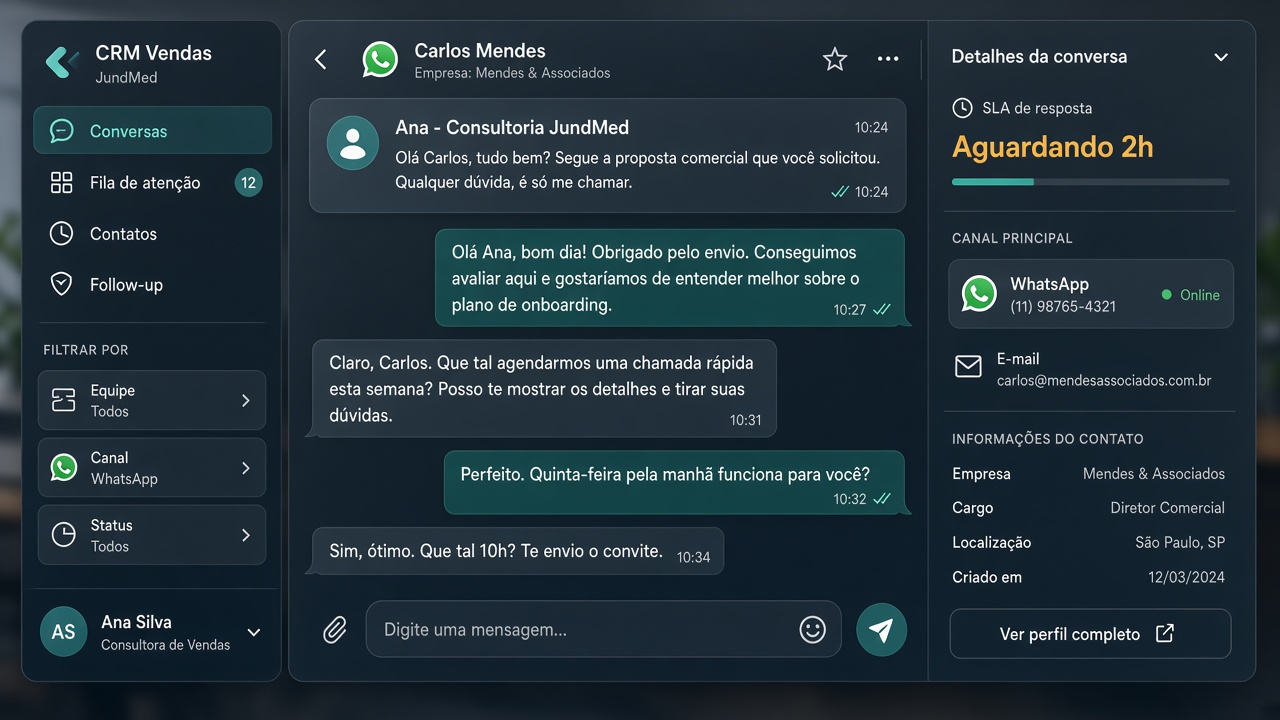 CRM Vendas
JundMed
Conversas
Fila de atenção
12
Contatos
Follow-up
FILTRAR POR
Equipe
Todos
Canal
WhatsApp
Status
Todos
AS
Ana Silva
Consultora de Vendas
Carlos Mendes
Empresa: Mendes & Associados
Ana - Consultoria JundMed
10:24
Olá Carlos, tudo bem? Segue a proposta comercial que você solicitou.
Qualquer dúvida, é só me chamar.
10:24
Olá Ana, bom dia! Obrigado pelo envio. Conseguimos
avaliar aqui e gostaríamos de entender melhor sobre o
plano de onboarding.
10:27
Claro, Carlos. Que tal agendarmos uma chamada rápida
esta semana? Posso te mostrar os detalhes e tirar suas
dúvidas.
10:31
Perfeito. Quinta-feira pela manhã funciona para você?
10:32
Sim, ótimo. Que tal 10h? Te envio o convite.
10:34
Digite uma mensagem...
Detalhes da conversa
SLA de resposta
Aguardando 2h
CANAL PRINCIPAL
WhatsApp
(11) 98765-4321
Online
E-mail
carlos@mendesassociados.com.br
INFORMAÇÕES DO CONTATO
Empresa Mendes & Associados
Cargo Diretor Comercial
Localização São Paulo, SP
Criado em 12/03/2024
Ver perfil completo